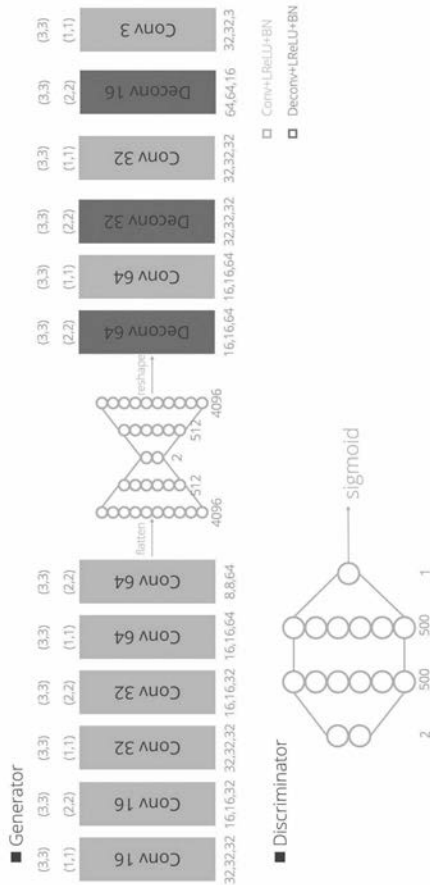 ■ Generator
(3,3) (3,3) (3,3) (3,3) (3,3) (3,3) (3,3) (3,3) (3,3) (3,3) (3,3) (3,3)
(1,1) (2,2) (1,1) (2,2) (1,1) (2,2) (2,2) (1,1) (2,2) (1,1) (2,2) (1,1)
Conv 16 Conv 16 Conv 32 Conv 32 Conv 64 Conv 64 flatten reshape Deconv 64 Conv 64 Deconv 32 Conv 32 Deconv 16 Conv 3
32,32,32 16,16,32 32,32,32 16,16,32 16,16,64 8,8,64 4096 512 2 512 4096 16,16,64 16,16,64 32,32,32 32,32,32 64,64,16 32,32,3
■ Discriminator
sigmoid
2 500 500 1
Conv+LReLU+BN
Deconv+LReLU+BN